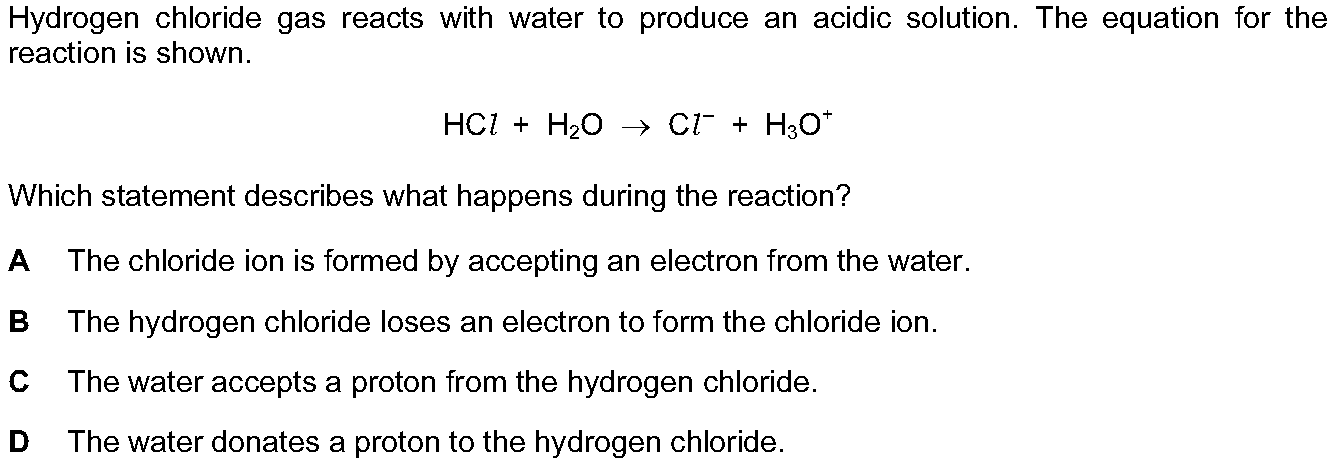 Hydrogen chloride gas reacts with water to produce an acidic solution. The equation for the
reaction is shown.
HCl + H₂O → Cl⁻ + H₃O⁺
Which statement describes what happens during the reaction?
A The chloride ion is formed by accepting an electron from the water.
B The hydrogen chloride loses an electron to form the chloride ion.
C The water accepts a proton from the hydrogen chloride.
D The water donates a proton to the hydrogen chloride.